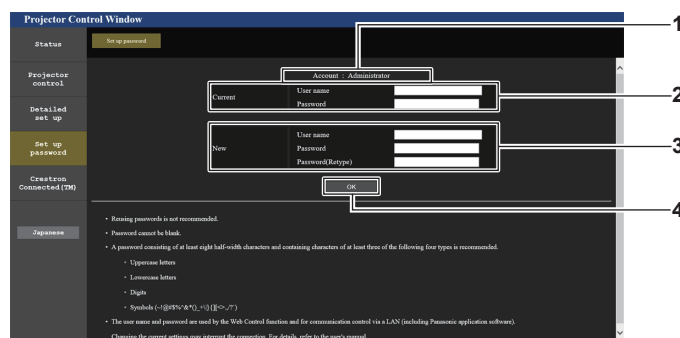 Projector Control Window
1
Status
Set up password
Projector
control
Account : Administrator
Current
User name
Password
2
Detailed
set up
Set up
password
New
User name
Password
Password(Retype)
3
Crestron
Connected(TM)
OK
4
Japanese
• Reusing passwords is not recommended.
• Password cannot be blank.
• A password consisting of at least eight half-width characters and containing characters of at least three of the following four types is recommended.
• Uppercase letters
• Lowercase letters
• Digits
• Symbols
• The user name and password are used by the Web Control function and for communication control via a LAN (including Panasonic application software).
Changing the current settings may interrupt the connection. For details, refer to the user's manual.